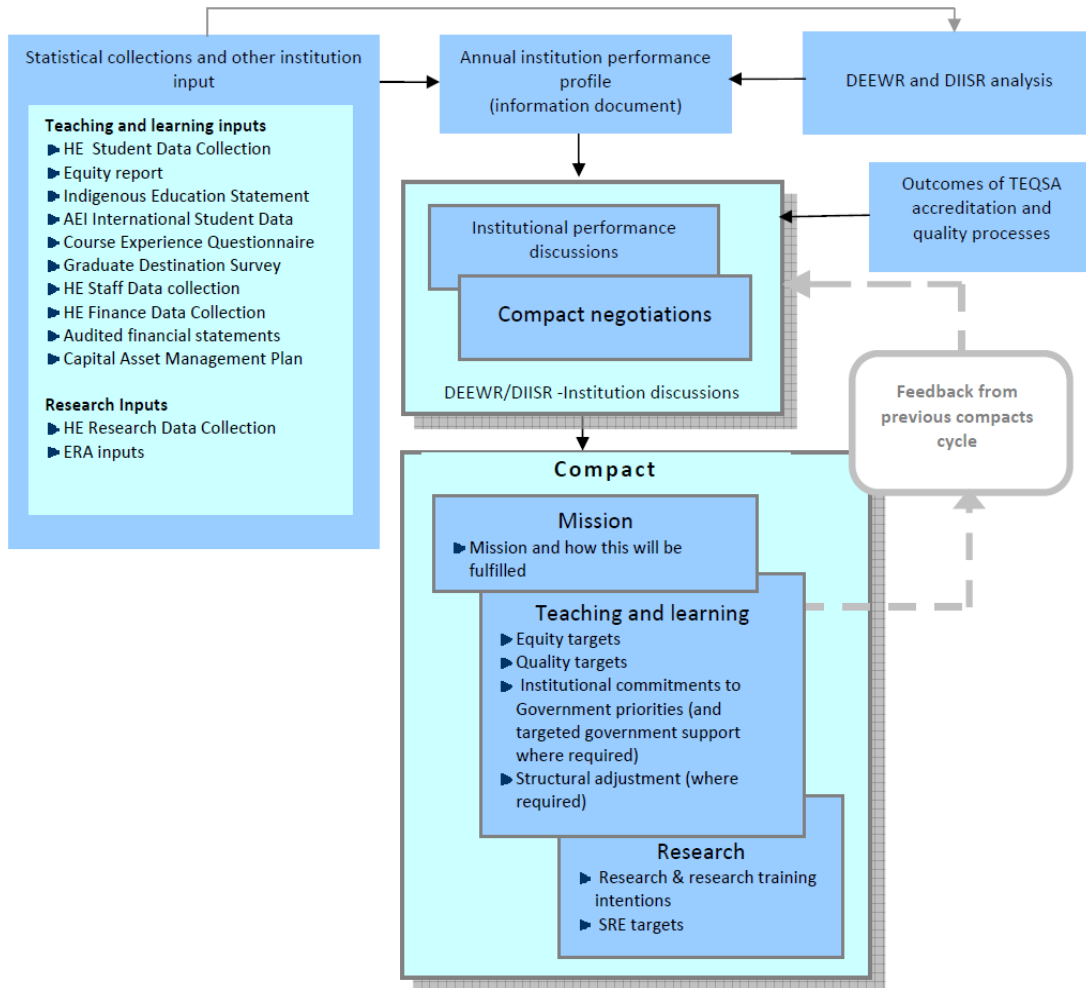 Statistical collections and other institution
input
Teaching and learning inputs
HE Student Data Collection
Equity report
Indigenous Education Statement
AEI International Student Data
Course Experience Questionnaire
Graduate Destination Survey
HE Staff Data collection
HE Finance Data Collection
Audited financial statements
Capital Asset Management Plan
Research Inputs
HE Research Data Collection
ERA inputs
Annual institution performance
profile
(information document)
DEEWR and DIISR analysis
Outcomes of TEQSA
accreditation and
quality processes
Institutional performance
discussions
Compact negotiations
DEEWR/DIISR -Institution discussions
Feedback from
previous compacts
cycle
Compact
Mission
Mission and how this will be
fulfilled
Teaching and learning
Equity targets
Quality targets
Institutional commitments to
Government priorities (and
targeted government support
where required)
Structural adjustment (where
required)
Research
Research & research training
intentions
SRE targets